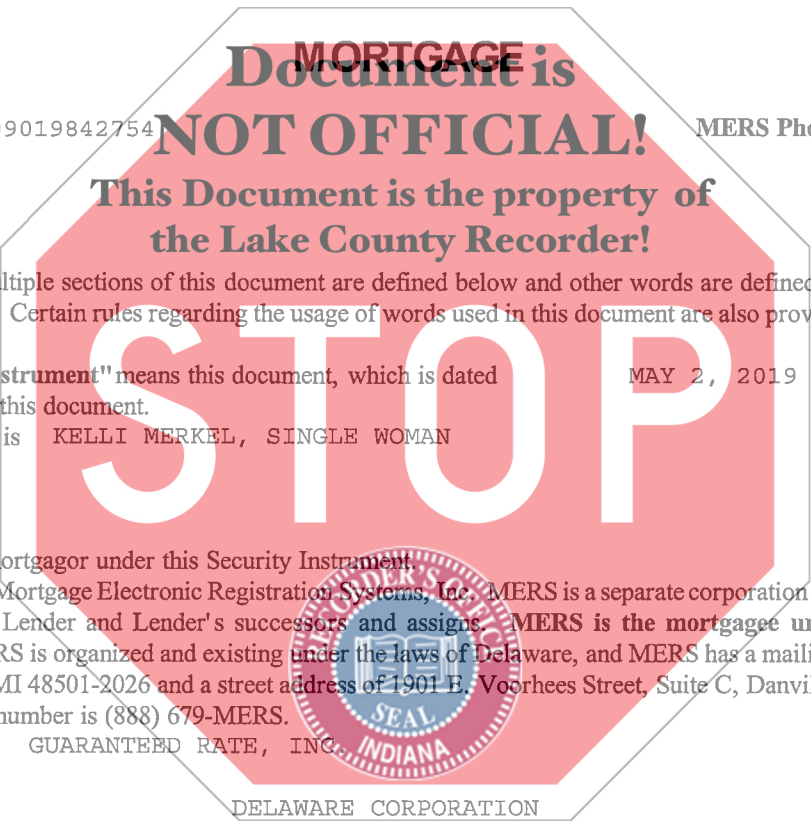 MORTGAGE
Document is
9019842754
NOT OFFICIAL!
MERS Pho
This Document is the property of
the Lake County Recorder!
ltiple sections of this document are defined below and other words are defined
Certain rules regarding the usage of words used in this document are also prov
STOP
strument" means this document, which is dated MAY 2, 2019
this document.
is KELLI MERKEL, SINGLE WOMAN
ortgagor under this Security Instrument.
Mortgage Electronic Registration Systems, Inc. MERS is a separate corporation
Lender and Lender's successors and assigns. MERS is the mortgagee un
RS is organized and existing under the laws of Delaware, and MERS has a maili
MI 48501-2026 and a street address of 1901 E. Voorhees Street, Suite C, Danvil
number is (888) 679-MERS.
GUARANTEED RATE, INC.
RECORDER'S OFFICE
SEAL
INDIANA
DELAWARE CORPORATION